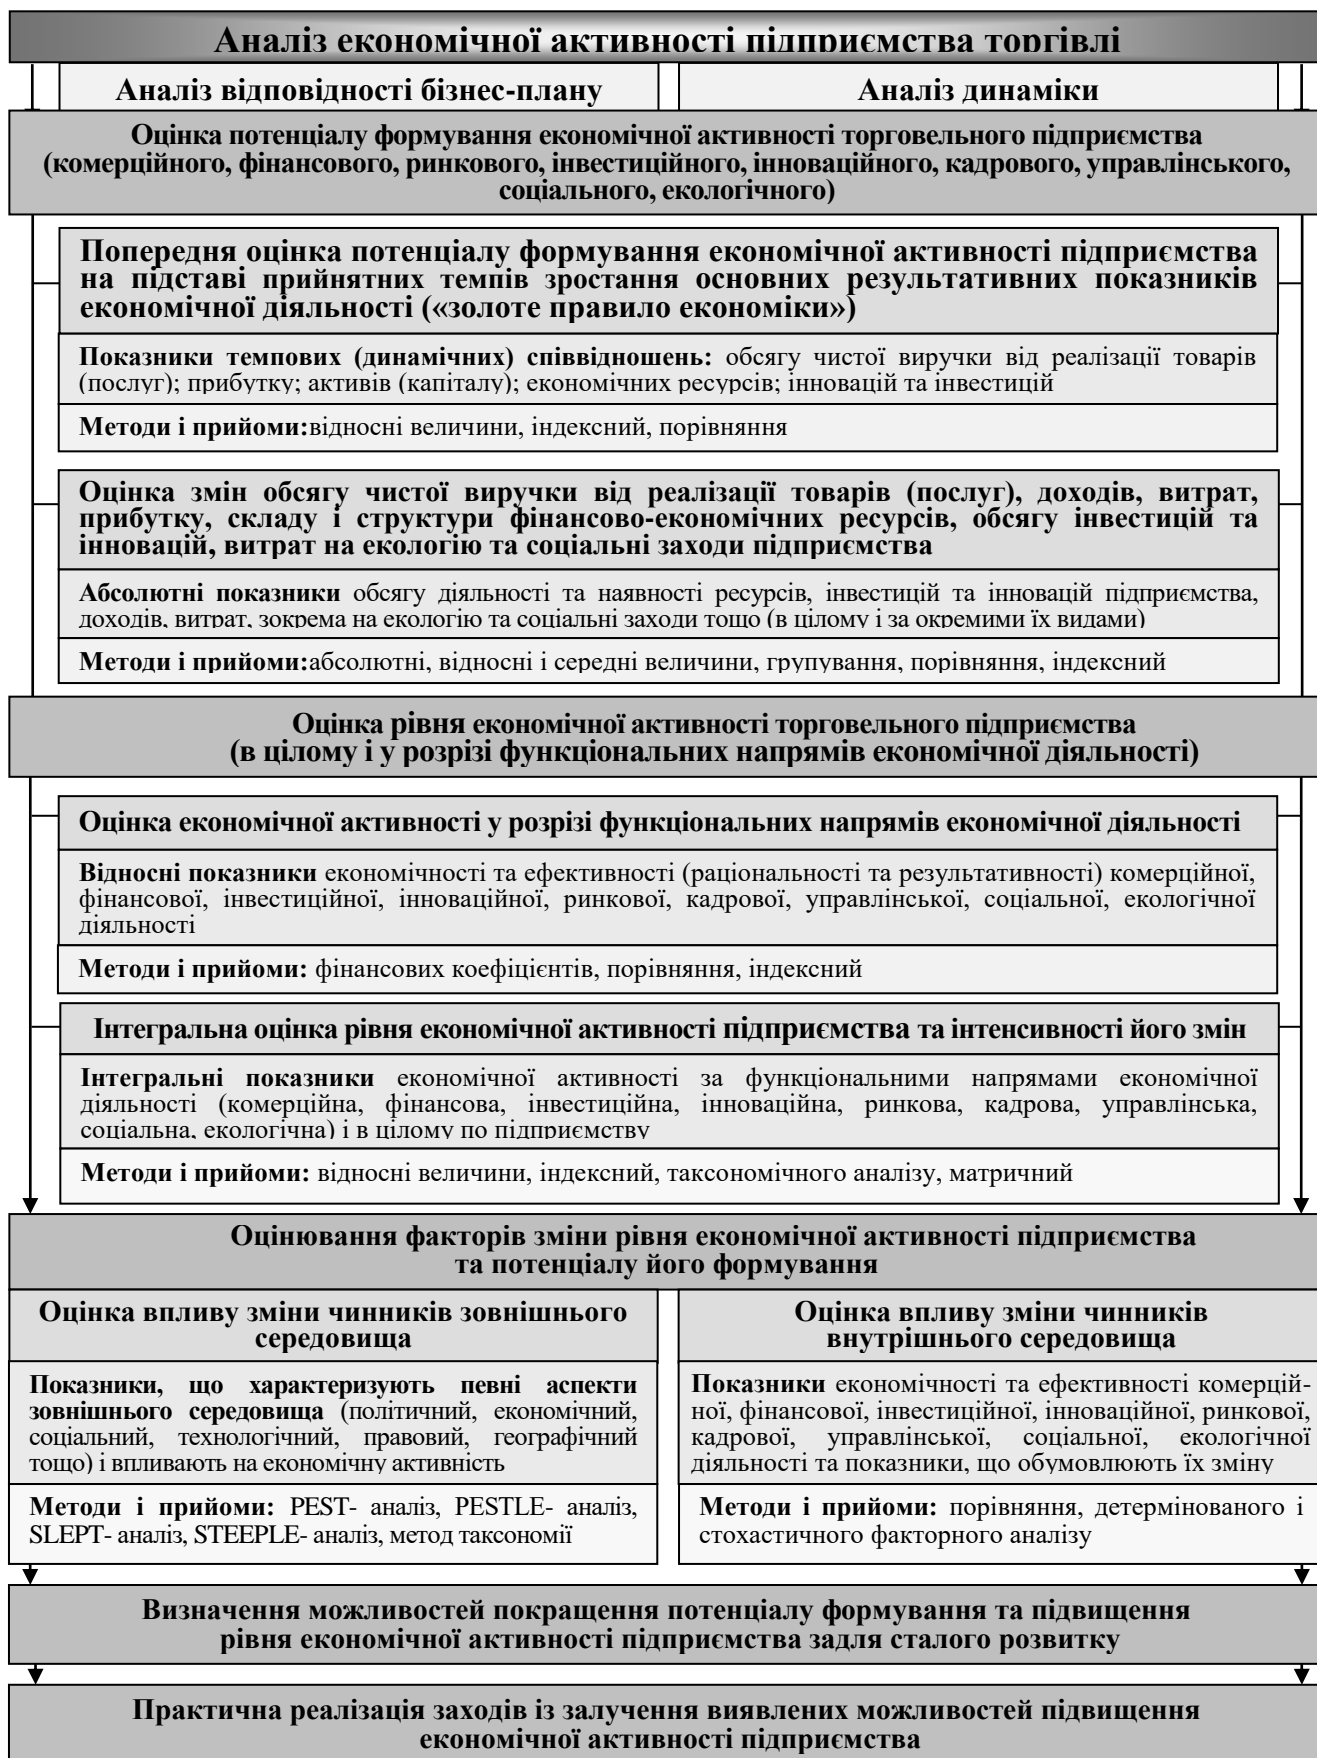 Аналіз економічної активності підприємства торгівлі
Аналіз відповідності бізнес-плану
Аналіз динаміки
Оцінка потенціалу формування економічної активності торговельного підприємства
(комерційного, фінансового, ринкового, інвестиційного, інноваційного, кадрового, управлінського,
соціального, екологічного)
Попередня оцінка потенціалу формування економічної активності підприємства
на підставі прийнятних темпів зростання основних результативних показників
економічної діяльності («золоте правило економіки»)
Показники темпових (динамічних) співвідношень: обсягу чистої виручки від реалізації товарів
(послуг); прибутку; активів (капіталу); економічних ресурсів; інновацій та інвестицій
Методи і прийоми:відносні величини, індексний, порівняння
Оцінка змін обсягу чистої виручки від реалізації товарів (послуг), доходів, витрат,
прибутку, складу і структури фінансово-економічних ресурсів, обсягу інвестицій та
інновацій, витрат на екологію та соціальні заходи підприємства
Абсолютні показники обсягу діяльності та наявності ресурсів, інвестицій та інновацій підприємства,
доходів, витрат, зокрема на екологію та соціальні заходи тощо (в цілому і за окремими їх видами)
Методи і прийоми:абсолютні, відносні і середні величини, групування, порівняння, індексний
Оцінка рівня економічної активності торговельного підприємства
(в цілому і у розрізі функціональних напрямів економічної діяльності)
Оцінка економічної активності у розрізі функціональних напрямів економічної діяльності
Відносні показники економічності та ефективності (раціональності та результативності) комерційної,
фінансової, інвестиційної, інноваційної, ринкової, кадрової, управлінської, соціальної, екологічної
діяльності
Методи і прийоми: фінансових коефіцієнтів, порівняння, індексний
Інтегральна оцінка рівня економічної активності підприємства та інтенсивності його змін
Інтегральні показники економічної активності за функціональними напрямами економічної
діяльності (комерційна, фінансова, інвестиційна, інноваційна, ринкова, кадрова, управлінська,
соціальна, екологічна) і в цілому по підприємству
Методи і прийоми: відносні величини, індексний, таксономічного аналізу, матричний
Оцінювання факторів зміни рівня економічної активності підприємства
та потенціалу його формування
Оцінка впливу зміни чинників зовнішнього
середовища
Показники, що характеризують певні аспекти
зовнішнього середовища (політичний, економічний,
соціальний, технологічний, правовий, географічний
тощо) і впливають на економічну активність
Методи і прийоми: PEST- аналіз, PESTLE- аналіз,
SLEPT- аналіз, STEEPLE- аналіз, метод таксономії
Оцінка впливу зміни чинників
внутрішнього середовища
Показники економічності та ефективності комерцій-
ної, фінансової, інвестиційної, інноваційної, ринкової,
кадрової, управлінської, соціальної, екологічної
діяльності та показники, що обумовлюють їх зміну
Методи і прийоми: порівняння, детермінованого і
стохастичного факторного аналізу
Визначення можливостей покращення потенціалу формування та підвищення
рівня економічної активності підприємства задля сталого розвитку
Практична реалізація заходів із залучення виявлених можливостей підвищення
економічної активності підприємства